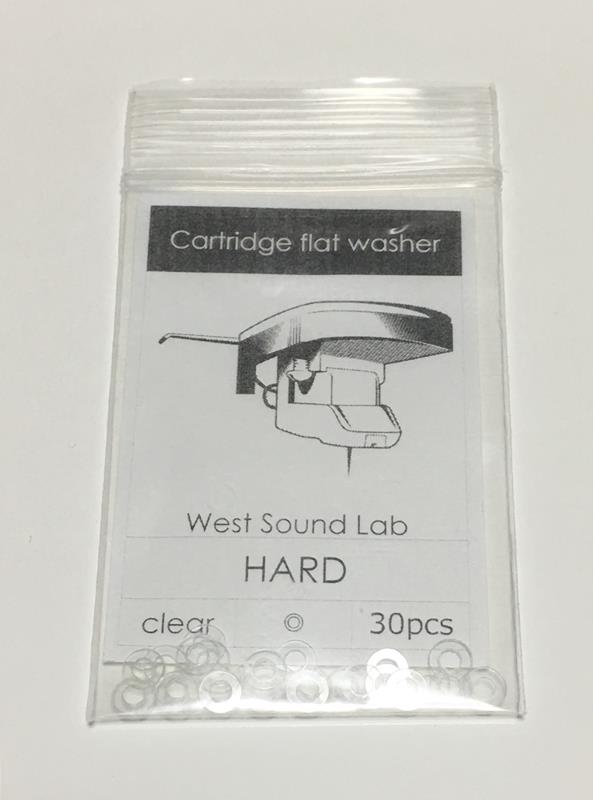 Cartridge flat washer
West Sound Lab
HARD
clear 30pcs